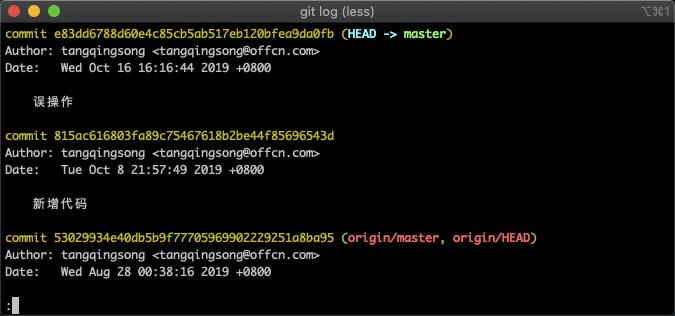 git log (less)
⌥⌘1
commit e83dd6788d60e4c85cb5ab517eb120bfea9da0fb (HEAD -> master)
Author: tangqingsong <tangqingsong@offcn.com>
Date:   Wed Oct 16 16:16:44 2019 +0800
误操作
commit 815ac616803fa89c75467618b2be44f85696543d
Author: tangqingsong <tangqingsong@offcn.com>
Date:   Tue Oct 8 21:57:49 2019 +0800
新增代码
commit 53029934e40db5b9f77705969902229251a8ba95 (origin/master, origin/HEAD)
Author: tangqingsong <tangqingsong@offcn.com>
Date:   Wed Aug 28 00:38:16 2019 +0800
: